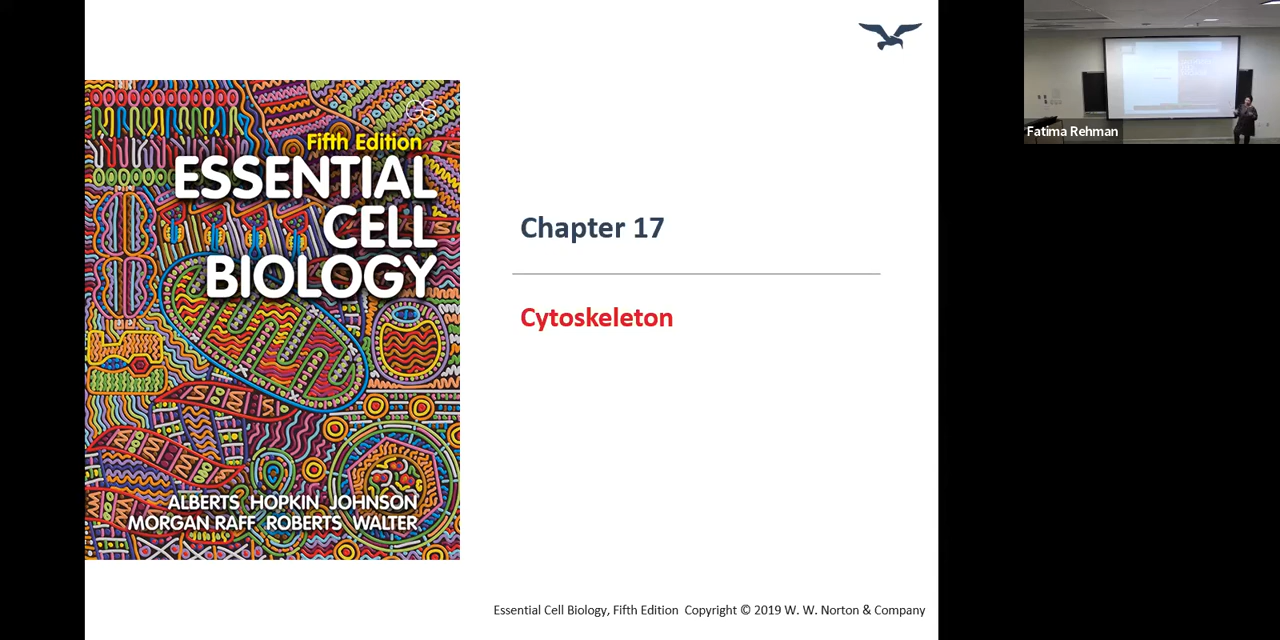 Fifth Edition
ESSENTIAL
CELL
BIOLOGY
ALBERTS HOPKIN JOHNSON
MORGAN RAFF ROBERTS WALTER
Chapter 17
Cytoskeleton
Essential Cell Biology, Fifth Edition Copyright © 2019 W. W. Norton & Company
Fatima Rehman